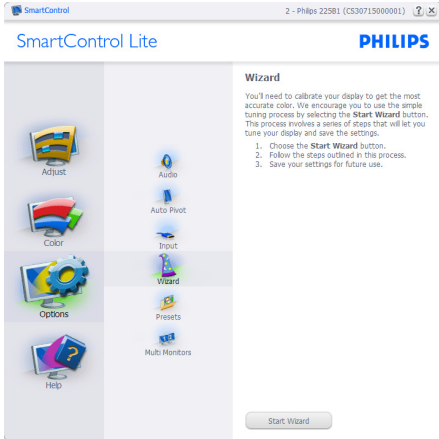 SmartControl
2 - Philips 225B1 (CS30715000001)
? X
SmartControl Lite
PHILIPS
Adjust
Color
Options
Help
Audio
Auto Pivot
Input
Wizard
Presets
Multi Monitors
Wizard
You'll need to calibrate your display to get the most
accurate color. We encourage you to use the simple
tuning process by selecting the Start Wizard button.
This process involves a series of steps that will let you
tune your display and save the settings.
1. Choose the Start Wizard button.
2. Follow the steps outlined in this process.
3. Save your settings for future use.
Start Wizard